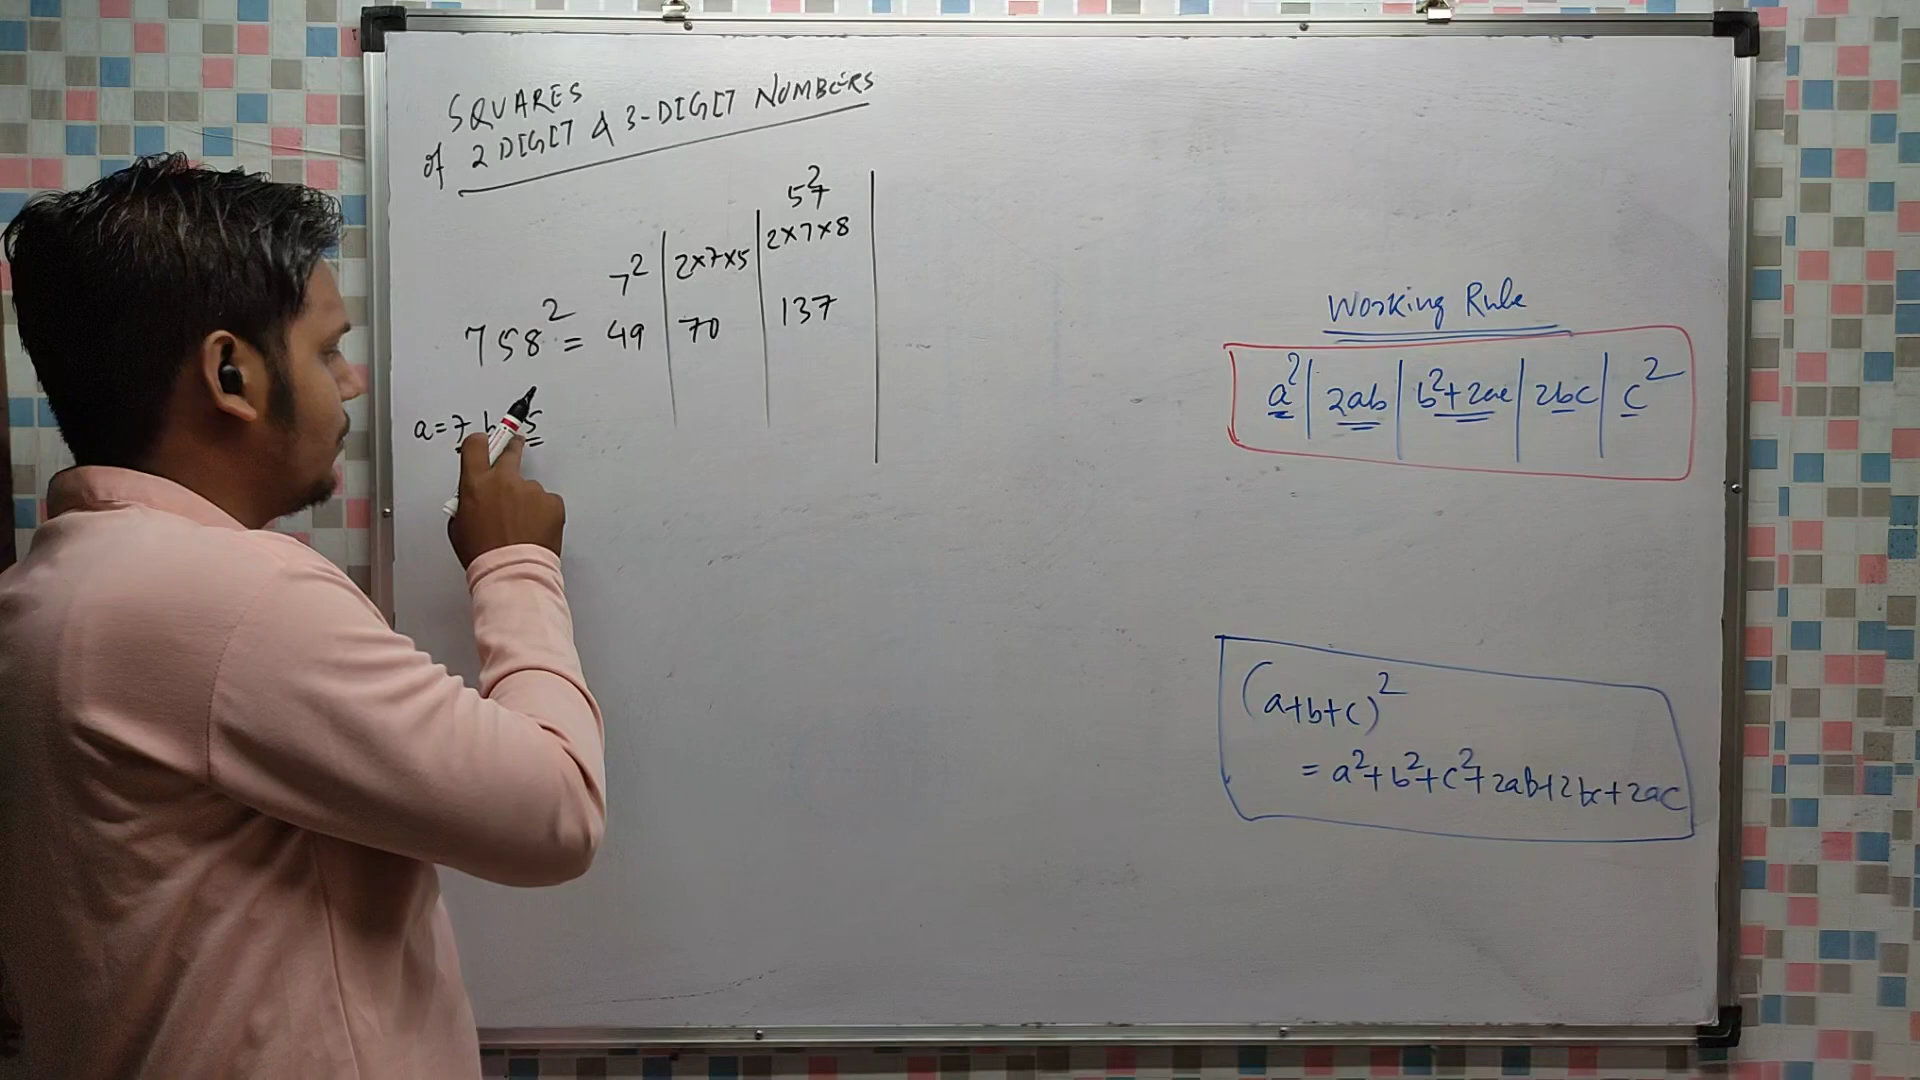 SQUARES
of 2 DIGIT & 3-DIGIT NUMBERS
5²+
7² | 2×7×5 | 2×7×8 |
758² = 49 | 70 | 137 |
a=7 b 5
Working Rule
a² | 2ab | b²+2ac | 2bc | c²
(a+b+c)²
= a²+b²+c²+2ab+2bc+2ac